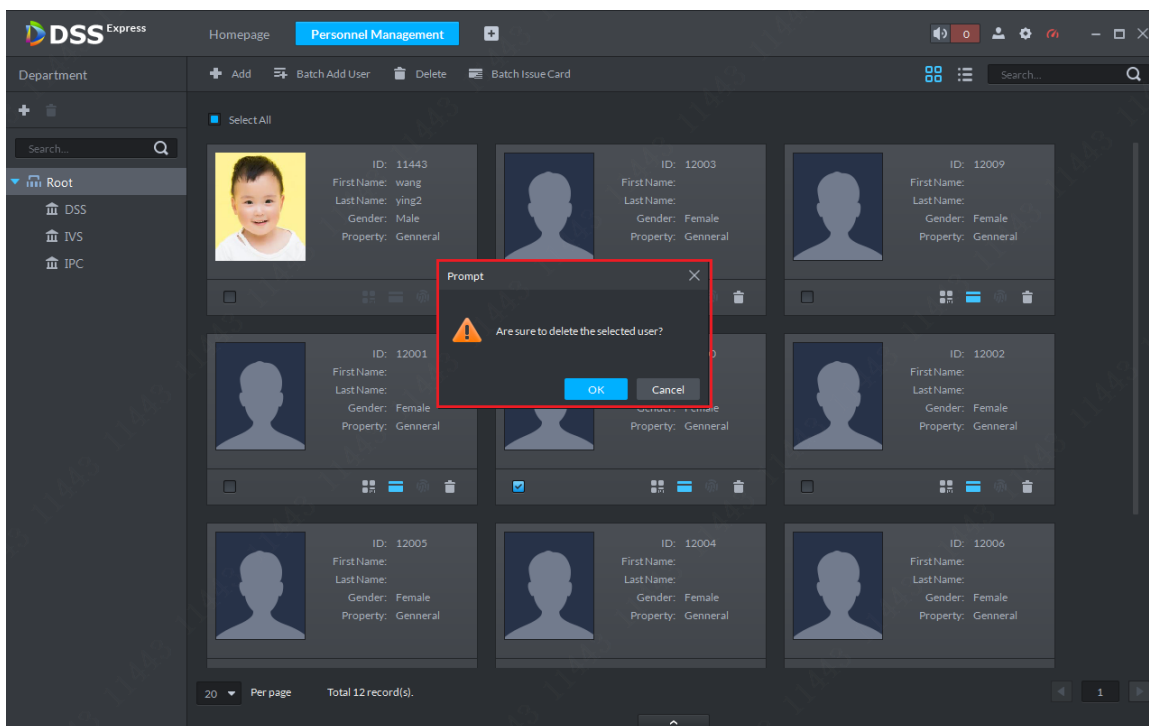 DSS Express
Homepage
Personnel Management
0
Department
Add
Batch Add User
Delete
Batch Issue Card
Search...
Search...
Select All
Root
DSS
IVS
IPC
ID: 11443
First Name: wang
Last Name: ying2
Gender: Male
Property: Genneral
ID: 12003
First Name:
Last Name:
Gender: Female
Property: Genneral
ID: 12009
First Name:
Last Name:
Gender: Female
Property: Genneral
Prompt
Are sure to delete the selected user?
OK
Cancel
ID: 12001
First Name:
Last Name:
Gender: Female
Property: Genneral
0
Gender: Female
Property: Genneral
ID: 12002
First Name:
Last Name:
Gender: Female
Property: Genneral
ID: 12005
First Name:
Last Name:
Gender: Female
Property: Genneral
ID: 12004
First Name:
Last Name:
Gender: Female
Property: Genneral
ID: 12006
First Name:
Last Name:
Gender: Female
Property: Genneral
20
Per page
Total 12 record(s).
1